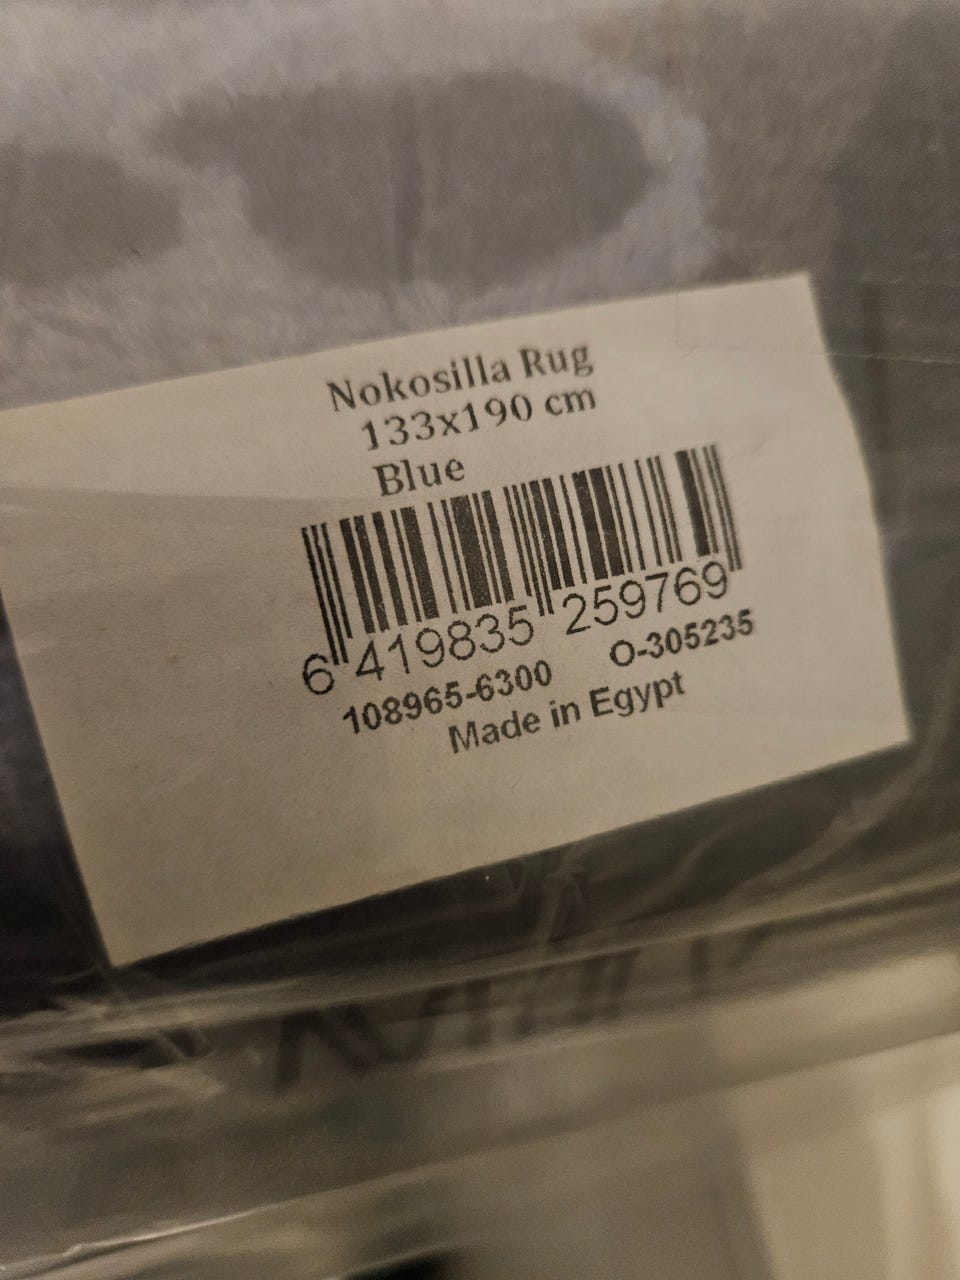 Nokosilla Rug
133x190 cm
Blue
6 419835 259769
108965-6300 O-305235
Made in Egypt